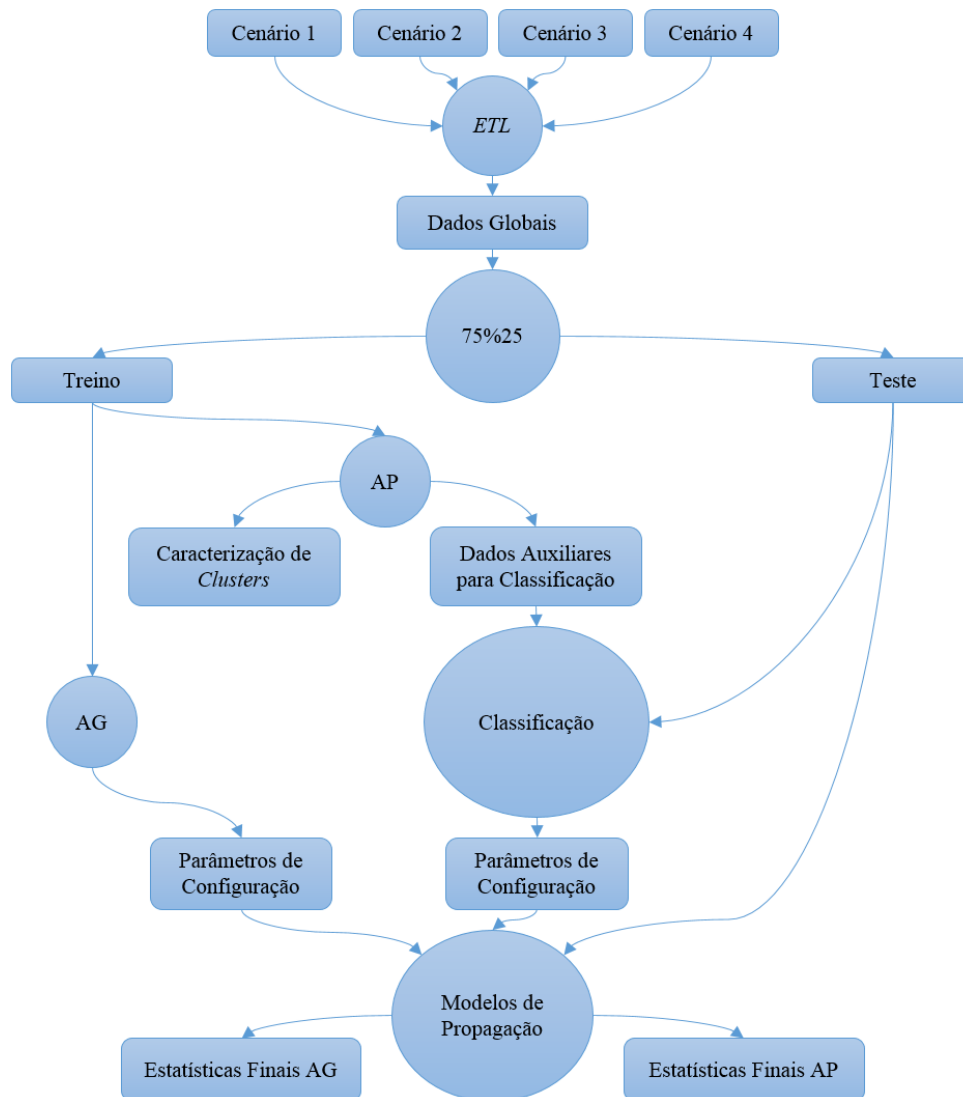 Cenário 1
Cenário 2
Cenário 3
Cenário 4
ETL
Dados Globais
75%25
Treino
Teste
AP
Caracterização de
Clusters
Dados Auxiliares
para Classificação
AG
Classificação
Parâmetros de
Configuração
Parâmetros de
Configuração
Modelos de
Propagação
Estatísticas Finais AG
Estatísticas Finais AP